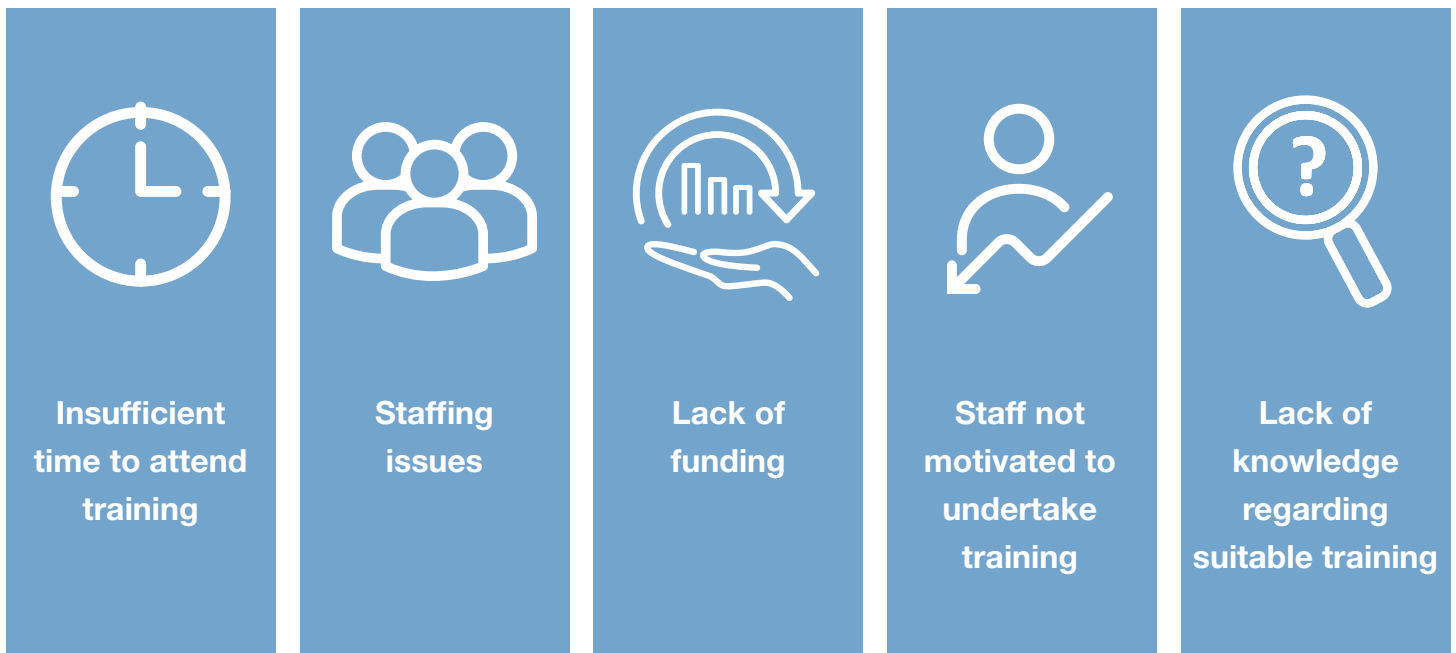 ?
Insufficient
time to attend
training
Staffing
issues
Lack of
funding
Staff not
motivated to
undertake
training
Lack of
knowledge
regarding
suitable training